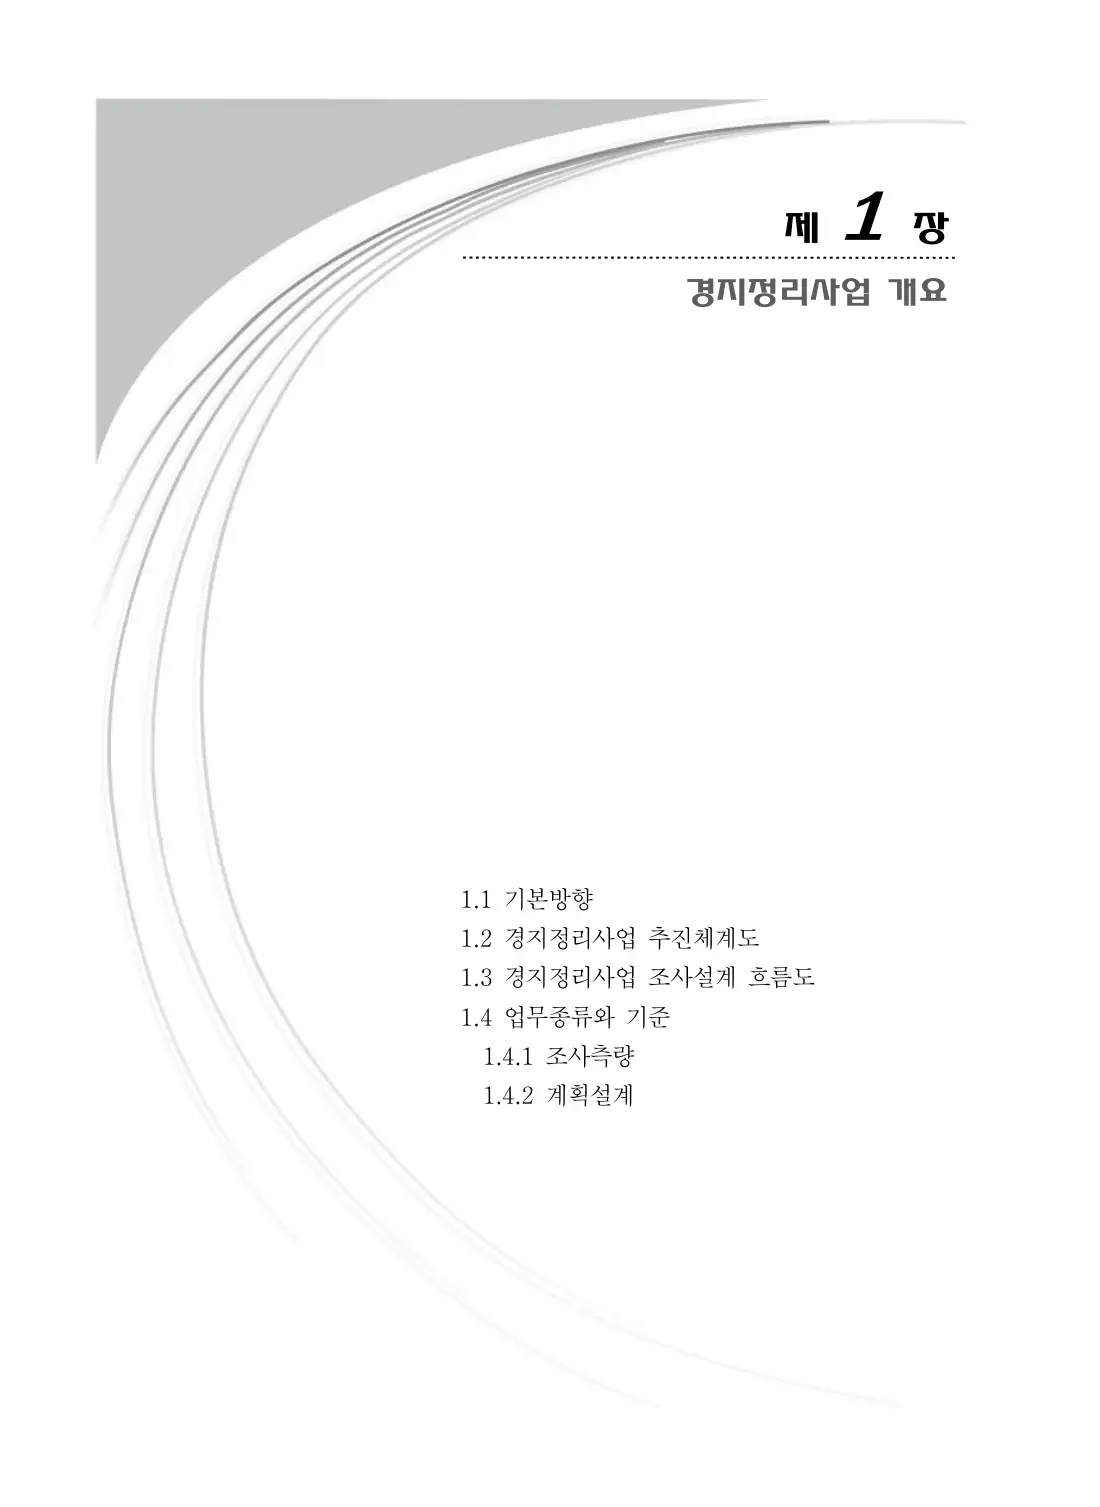 제 1 장
경지정리사업 개요
1.1 기본방향
1.2 경지정리사업 추진체계도
1.3 경지정리사업 조사설계 흐름도
1.4 업무종류와 기준
1.4.1 조사측량
1.4.2 계획설계